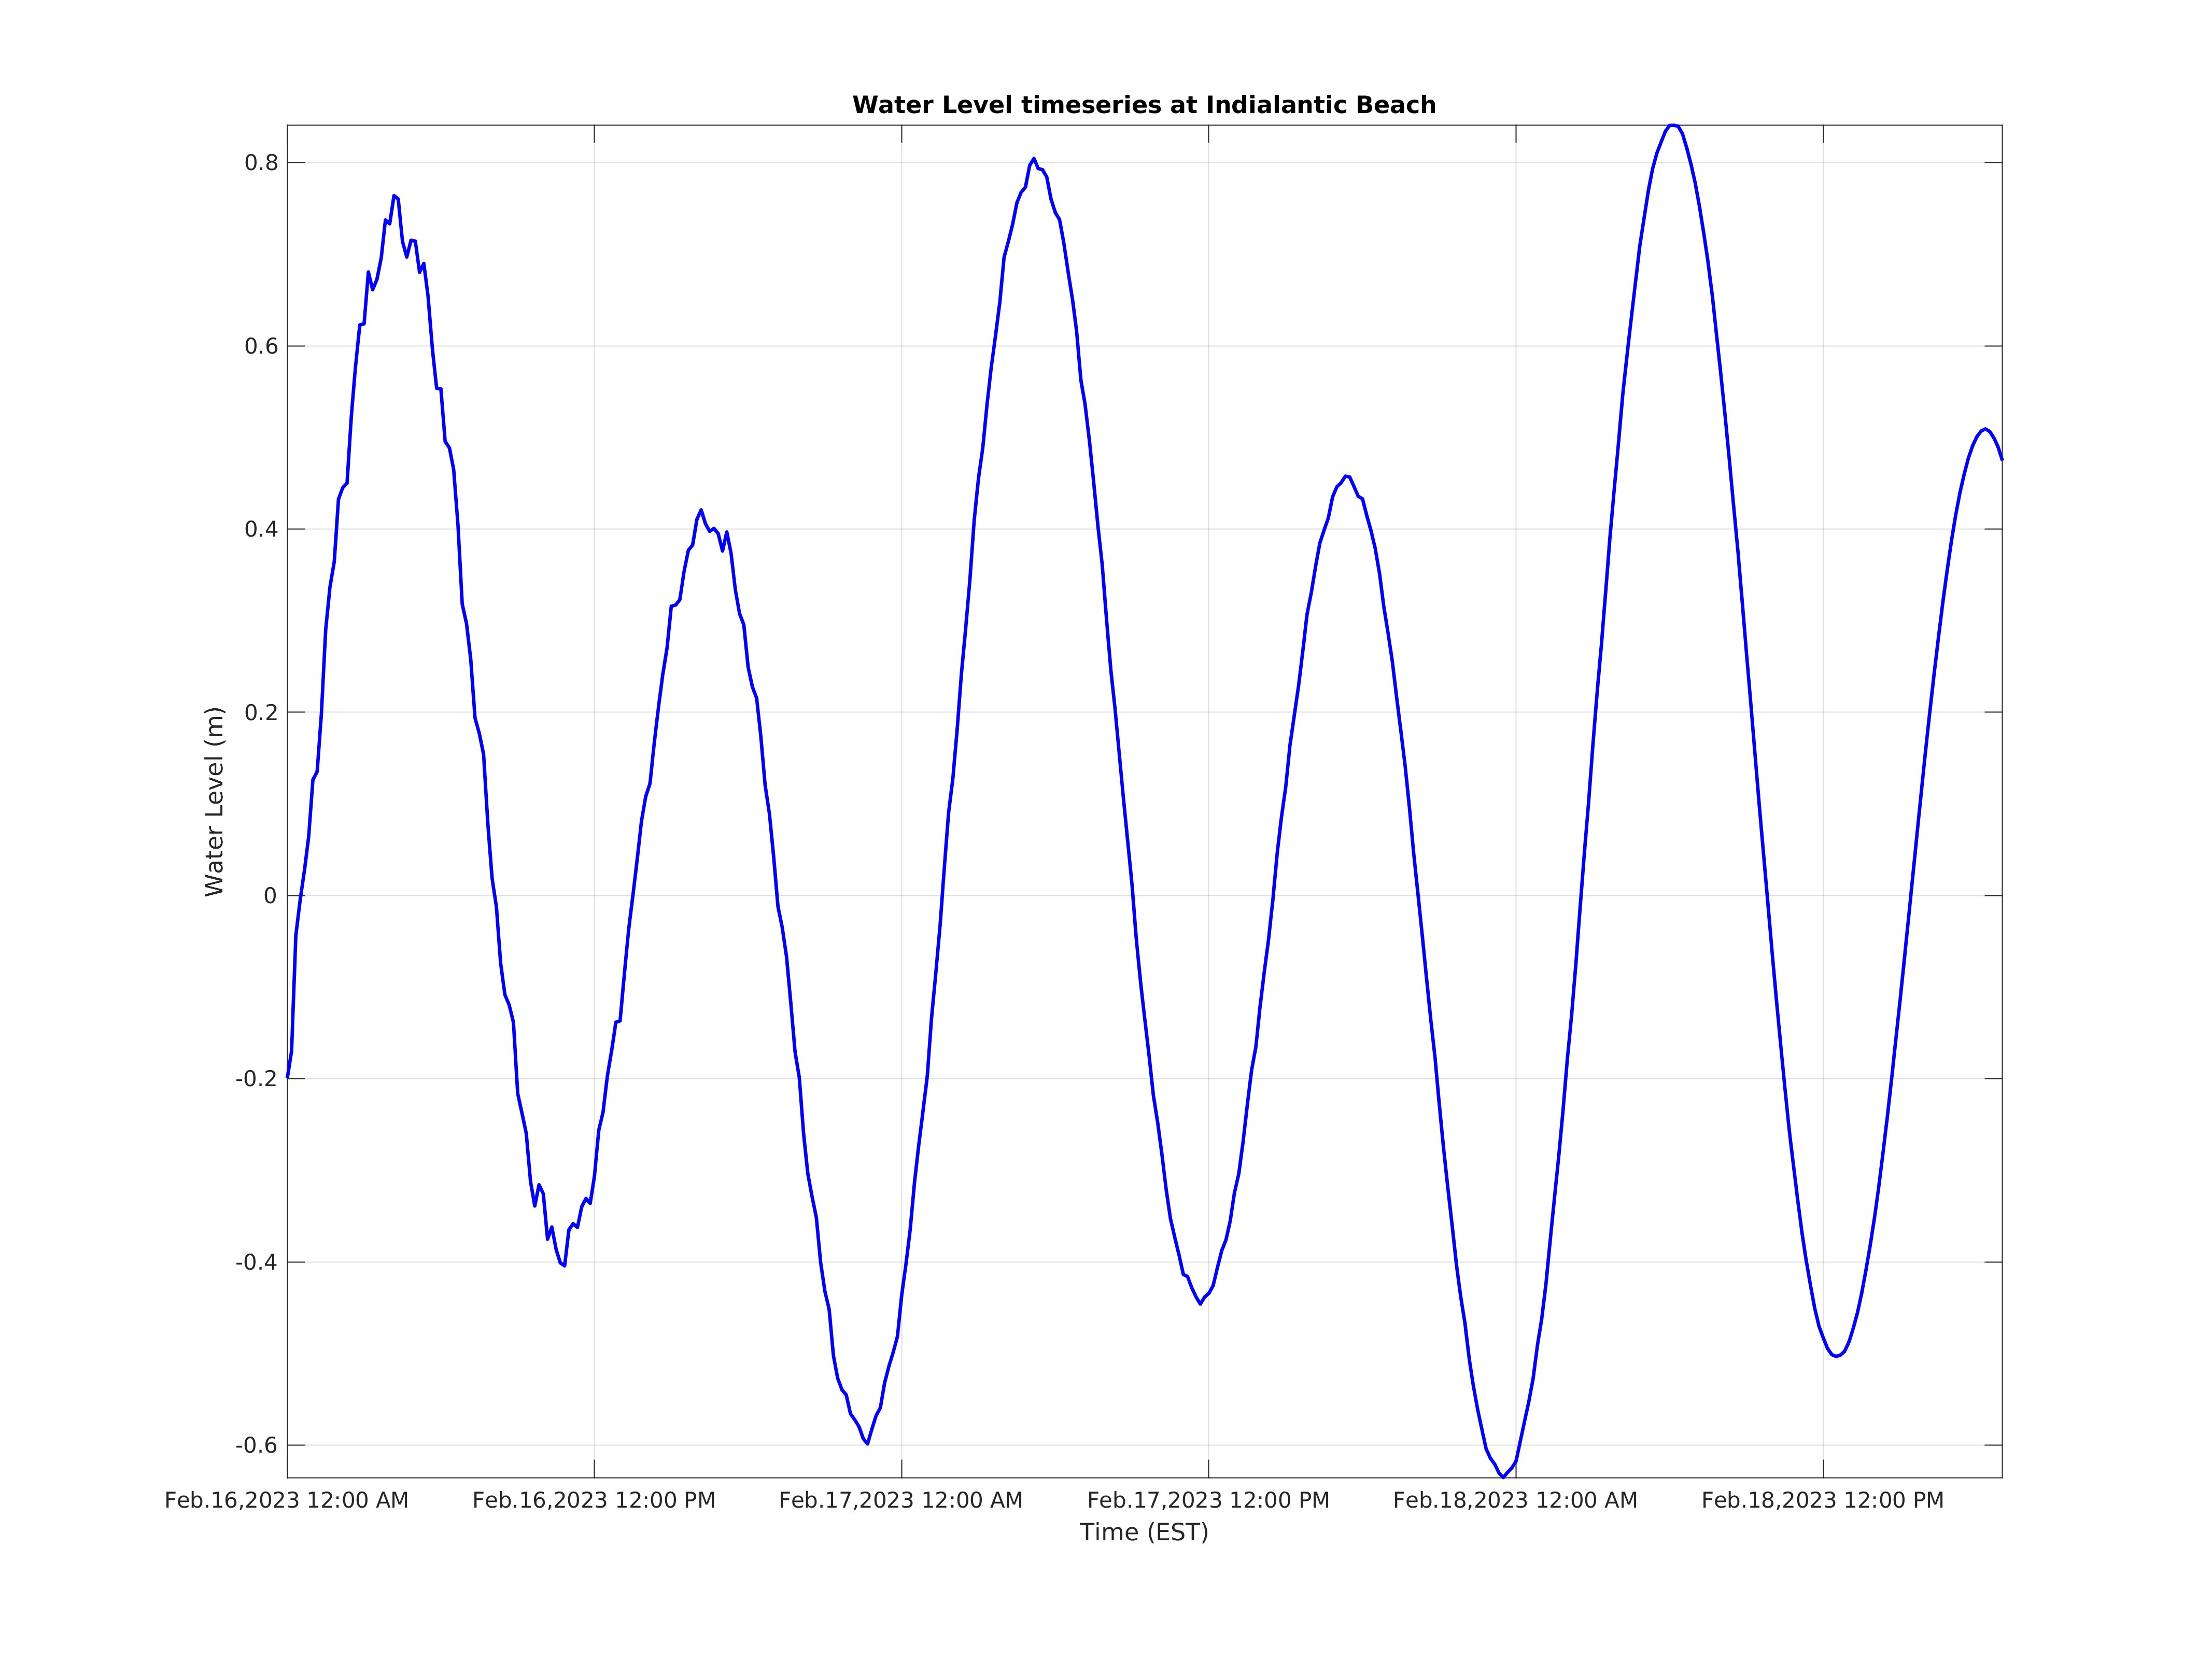 Water Level timeseries at Indialantic Beach
0.8
0.6
0.4
0.2
0
-0.2
-0.4
-0.6
Water Level (m)
Feb.16,2023 12:00 AM
Feb.16,2023 12:00 PM
Feb.17,2023 12:00 AM
Feb.17,2023 12:00 PM
Feb.18,2023 12:00 AM
Feb.18,2023 12:00 PM
Time (EST)